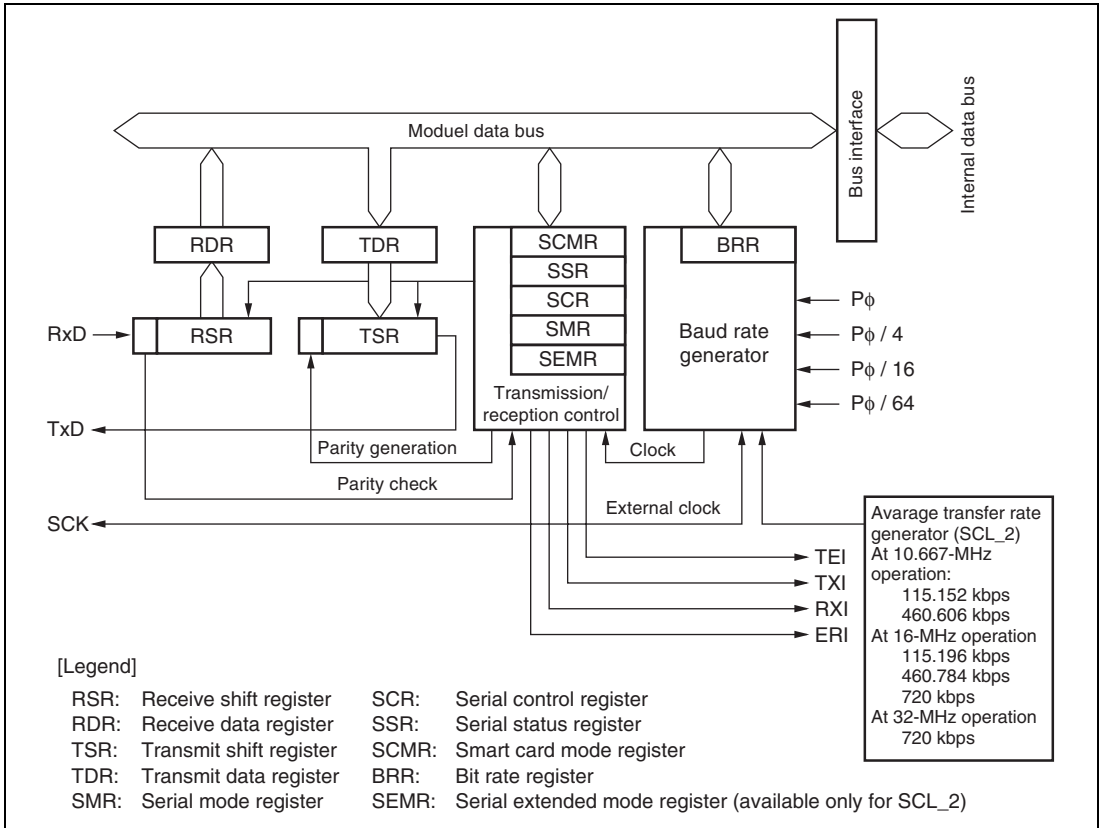 Moduel data bus
Bus interface
Internal data bus
RDR
TDR
SCMR
SSR
SCR
SMR
SEMR
Transmission/
reception control
BRR
Baud rate
generator
Pϕ
Pϕ / 4
Pϕ / 16
Pϕ / 64
RxD
RSR
TSR
TxD
Parity generation
Clock
Parity check
SCK
External clock
Avarage transfer rate
generator (SCL_2)
At 10.667-MHz
operation:
115.152 kbps
460.606 kbps
At 16-MHz operation
115.196 kbps
460.784 kbps
720 kbps
At 32-MHz operation
720 kbps
TEI
TXI
RXI
ERI
[Legend]
RSR: Receive shift register SCR: Serial control register
RDR: Receive data register SSR: Serial status register
TSR: Transmit shift register SCMR: Smart card mode register
TDR: Transmit data register BRR: Bit rate register
SMR: Serial mode register SEMR: Serial extended mode register (available only for SCL_2)